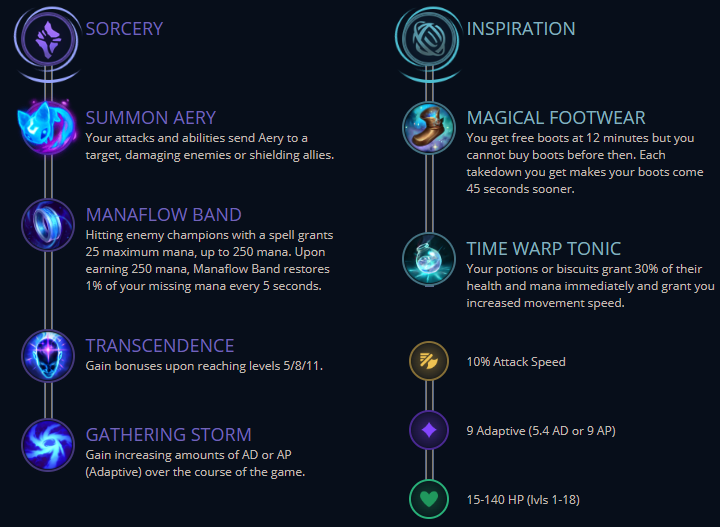 SORCERY
SUMMON AERY
Your attacks and abilities send Aery to a
target, damaging enemies or shielding allies.
MANAFLOW BAND
Hitting enemy champions with a spell grants
25 maximum mana, up to 250 mana. Upon
earning 250 mana, Manaflow Band restores
1% of your missing mana every 5 seconds.
TRANSCENDENCE
Gain bonuses upon reaching levels 5/8/11.
GATHERING STORM
Gain increasing amounts of AD or AP
(Adaptive) over the course of the game.
INSPIRATION
MAGICAL FOOTWEAR
You get free boots at 12 minutes but you
cannot buy boots before then. Each
takedown you get makes your boots come
45 seconds sooner.
TIME WARP TONIC
Your potions or biscuits grant 30% of their
health and mana immediately and grant you
increased movement speed.
10% Attack Speed
9 Adaptive (5.4 AD or 9 AP)
15-140 HP (lvls 1-18)